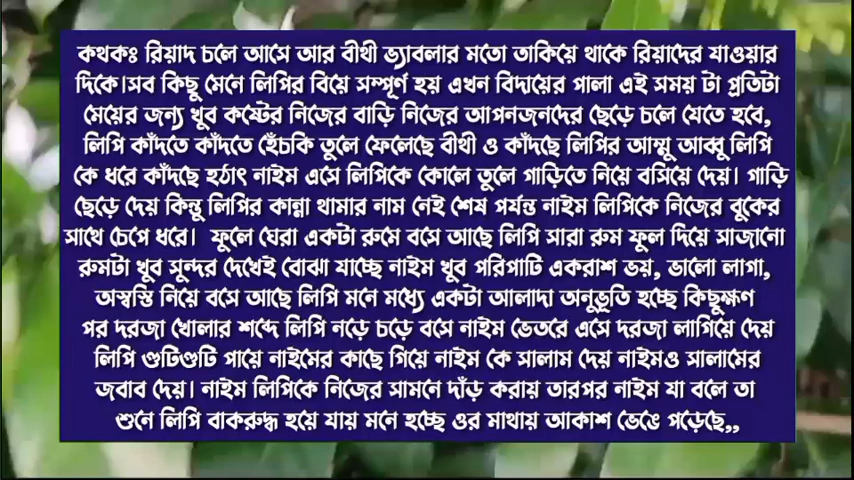 কথকঃ রিয়াদ চলে আসে আর বীথী ভ্যাবলার মতো তাকিয়ে থাকে রিয়াদের যাওয়ার
দিকে।সব কিছু মেনে লিপির বিয়ে সম্পূর্ণ হয় এখন বিদায়ের পালা এই সময় টা প্রতিটা
মেয়ের জন্য খুব কষ্টের নিজের বাড়ি নিজের আপনজনদের ছেড়ে চলে যেতে হবে,
লিপি কাঁদতে কাঁদতে হেঁচকি তুলে ফেলেছে বীথী ও কাঁদছে লিপির আম্মু আব্বু লিপি
কে ধরে কাঁদছে হঠাৎ নাইম এসে লিপিকে কোলে তুলে গাড়িতে নিয়ে বসিয়ে দেয়। গাড়ি
ছেড়ে দেয় কিন্তু লিপির কান্না থামার নাম নেই শেষ পর্যন্ত নাইম লিপিকে নিজের বুকের
সাথে চেপে ধরে। ফুলে ঘেরা একটা রুমে বসে আছে লিপি সারা রুম ফুল দিয়ে সাজানো
রুমটা খুব সুন্দর দেখেই বোঝা যাচ্ছে নাইম খুব পরিপাটি একরাশ ভয়, ভালো লাগা,
অস্বস্তি নিয়ে বসে আছে লিপি মনে মধ্যে একটা আলাদা অনূভূতি হচ্ছে কিছুক্ষণ
পর দরজা খোলার শব্দে লিপি নড়ে চড়ে বসে নাইম ভেতরে এসে দরজা লাগিয়ে দেয়
লিপি গুটিগুটি পায়ে নাইমের কাছে গিয়ে নাইম কে সালাম দেয় নাইমও সালামের
জবাব দেয়। নাইম লিপিকে নিজের সামনে দাঁড় করায় তারপর নাইম যা বলে তা
শুনে লিপি বাকরুদ্ধ হয়ে যায় মনে হচ্ছে ওর মাথায় আকাশ ভেঙে পড়েছে,,